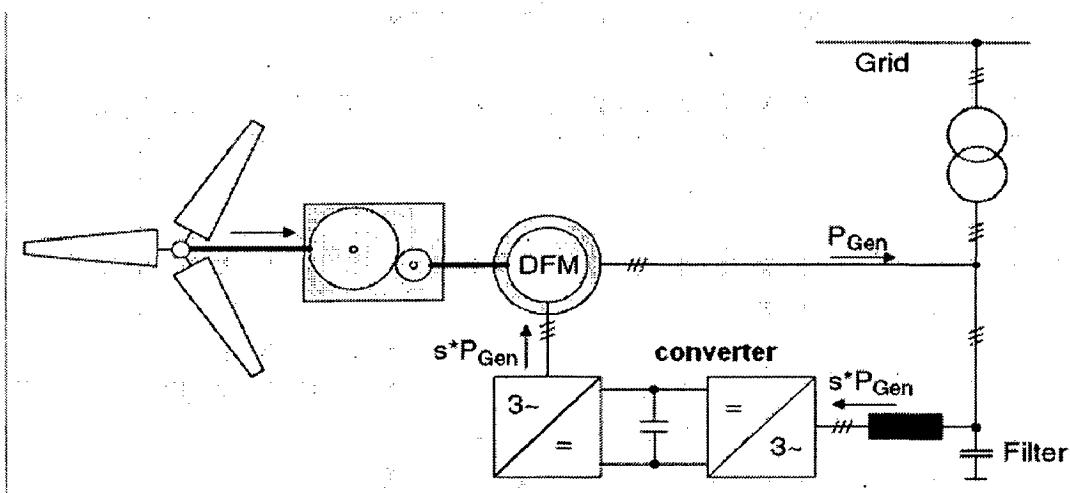 Grid
P_Gen
DFM
s*P_Gen
converter
s*P_Gen
3~
=
=
3~
Filter